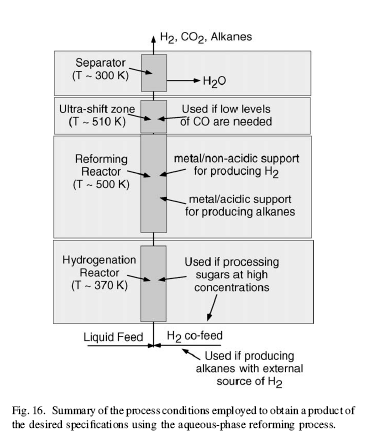 H2, CO2, Alkanes
Separator
(T ~ 300 K)
H2O
Ultra-shift zone
(T ~ 510 K)
Used if low levels
of CO are needed
Reforming
Reactor
(T ~ 500 K)
metal/non-acidic support
for producing H2
metal/acidic support
for producing alkanes
Hydrogenation
Reactor
(T ~ 370 K)
Used if processing
sugars at high
concentrations
Liquid Feed
H2 co-feed
Used if producing
alkanes with external
source of H2
Fig. 16. Summary of the process conditions employed to obtain a product of
the desired specifications using the aqueous-phase reforming process.